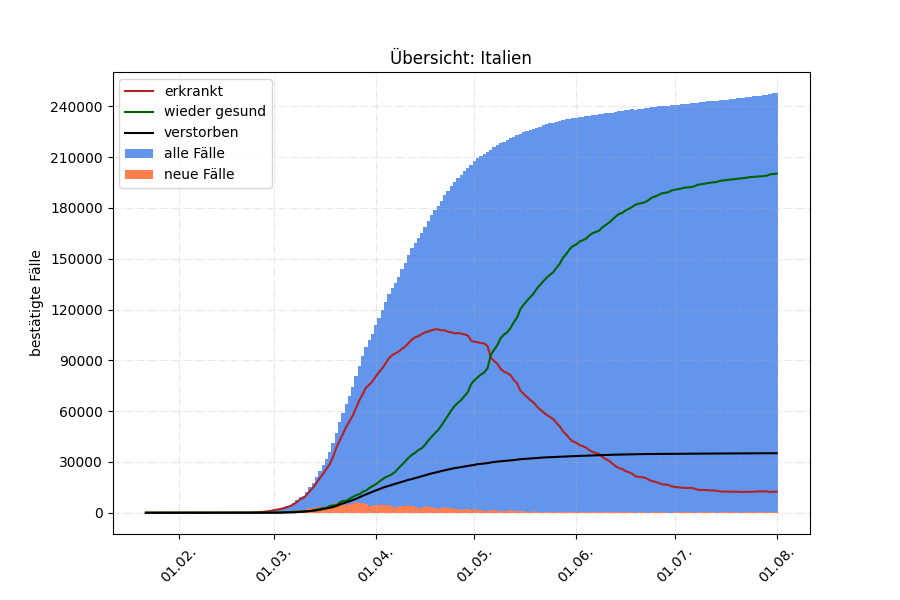 Übersicht: Italien
erkrankt
wieder gesund
verstorben
alle Fälle
neue Fälle
bestätigte Fälle
240000
210000
180000
150000
120000
90000
60000
30000
0
01.02.
01.03.
01.04.
01.05.
01.06.
01.07.
01.08.